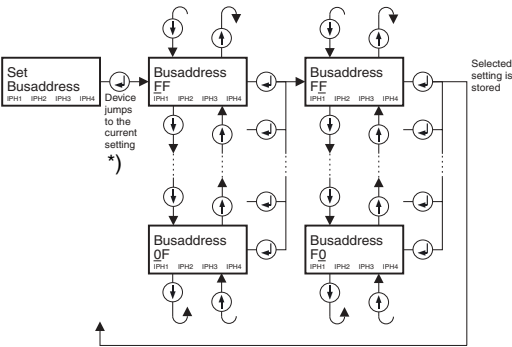 Set
Busaddress
IPH1 IPH2 IPH3 IPH4
Device
jumps
to the
current
setting
*)
Busaddress
FF
IPH1 IPH2 IPH3 IPH4
Busaddress
0F
IPH1 IPH2 IPH3 IPH4
Busaddress
FF
IPH1 IPH2 IPH3 IPH4
Busaddress
F0
IPH1 IPH2 IPH3 IPH4
Selected
setting is
stored